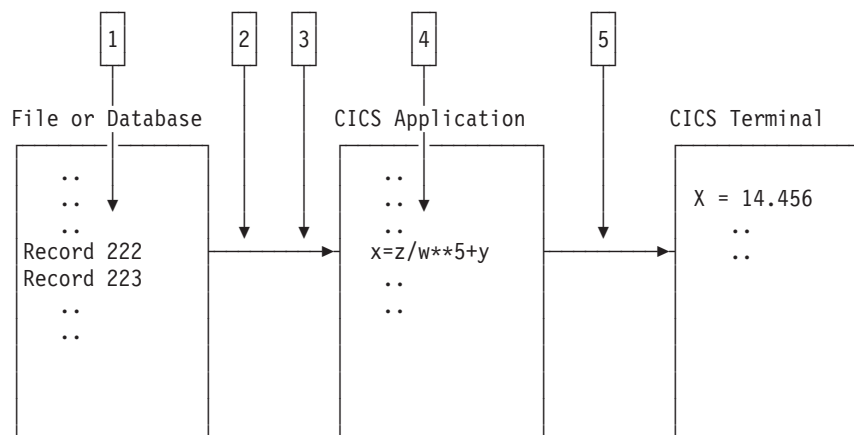 1 2 3 4 5
File or Database CICS Application CICS Terminal
.. ..
.. .. X = 14.456
.. .. ..
Record 222 x=z/w**5+y ..
Record 223 ..
.. ..
..